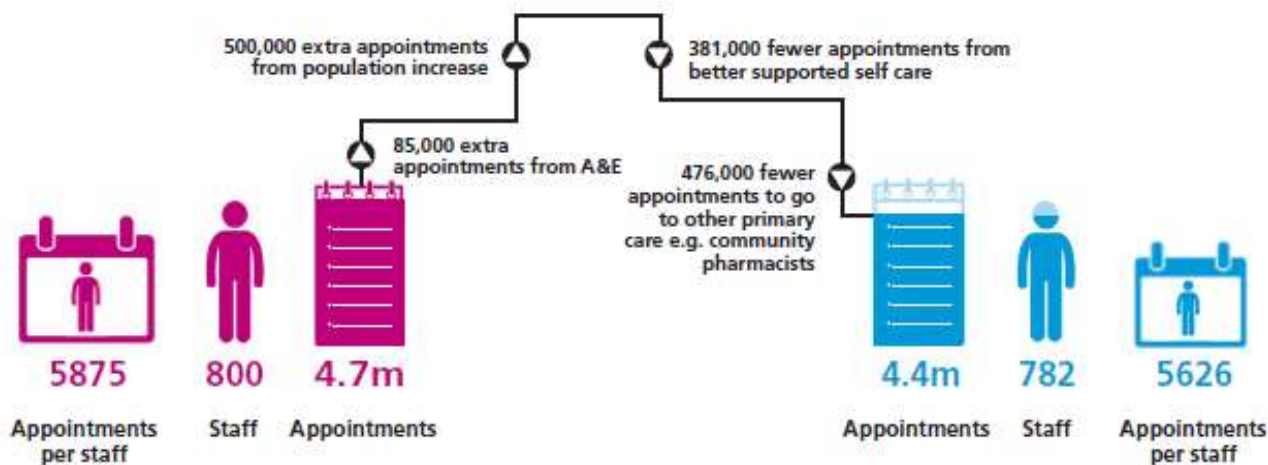 500,000 extra appointments
from population increase
381,000 fewer appointments from
better supported self care
85,000 extra
appointments from A&E
476,000 fewer
appointments to go
to other primary
care e.g. community
pharmacists
5875
800
4.7m
4.4m
782
5626
Appointments
per staff
Staff
Appointments
Appointments
Staff
Appointments
per staff